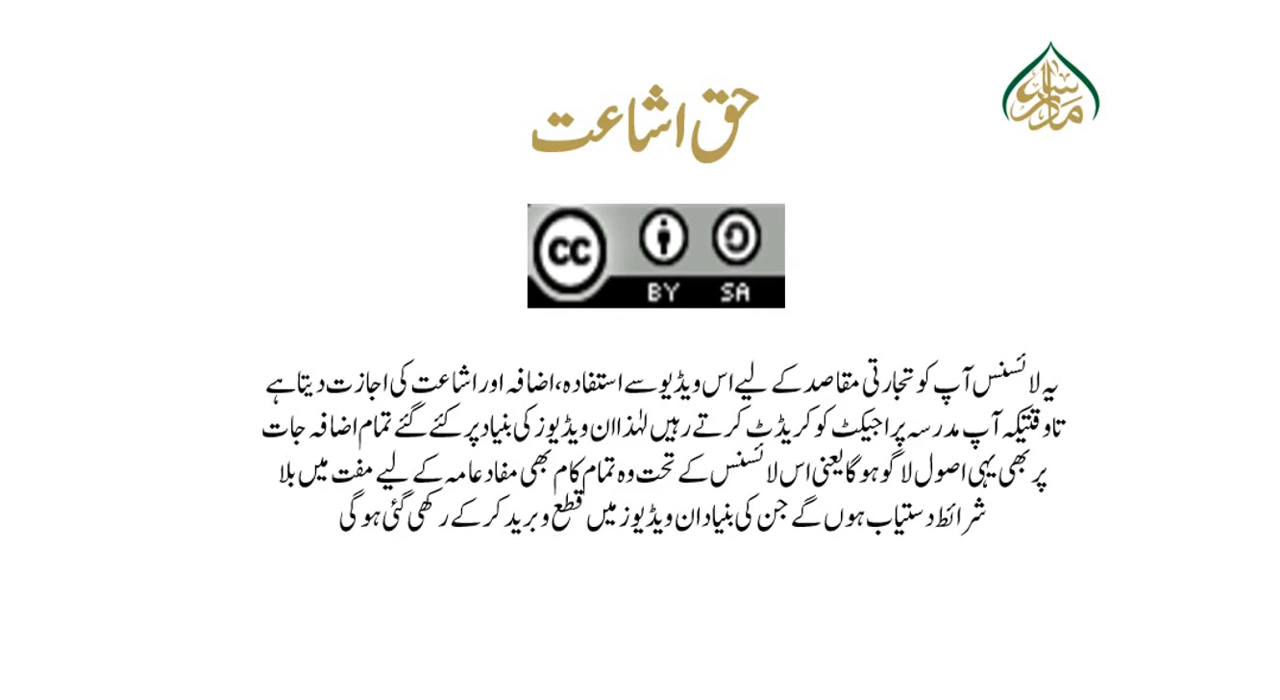 مدرسہ
حق اشاعت
CC BY SA
یہ لائسنس آپ کو تجارتی مقاصد کے لیے اس ویڈیو سے استفادہ، اضافہ اور اشاعت کی اجازت دیتا ہے
تاوقتیکہ آپ مدرسہ پراجیکٹ کو کریڈٹ کرتے رہیں لہٰذا ان ویڈیوز کی بنیاد پر کئے گئے تمام اضافہ جات
پر بھی یہی اصول لاگو ہوگا یعنی اس لائسنس کے تحت وہ تمام کام بھی مفاد عامہ کے لیے مفت میں بلا
شرائط دستیاب ہوں گے جن کی بنیاد ان ویڈیوز میں قطع و برید کر کے رکھی گئی ہوگی